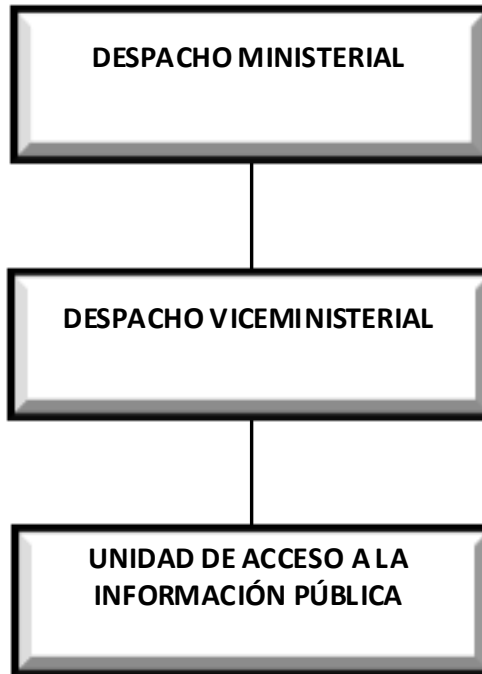 DESPACHO MINISTERIAL
DESPACHO VICEMINISTERIAL
UNIDAD DE ACCESO A LA
INFORMACIÓN PÚBLICA